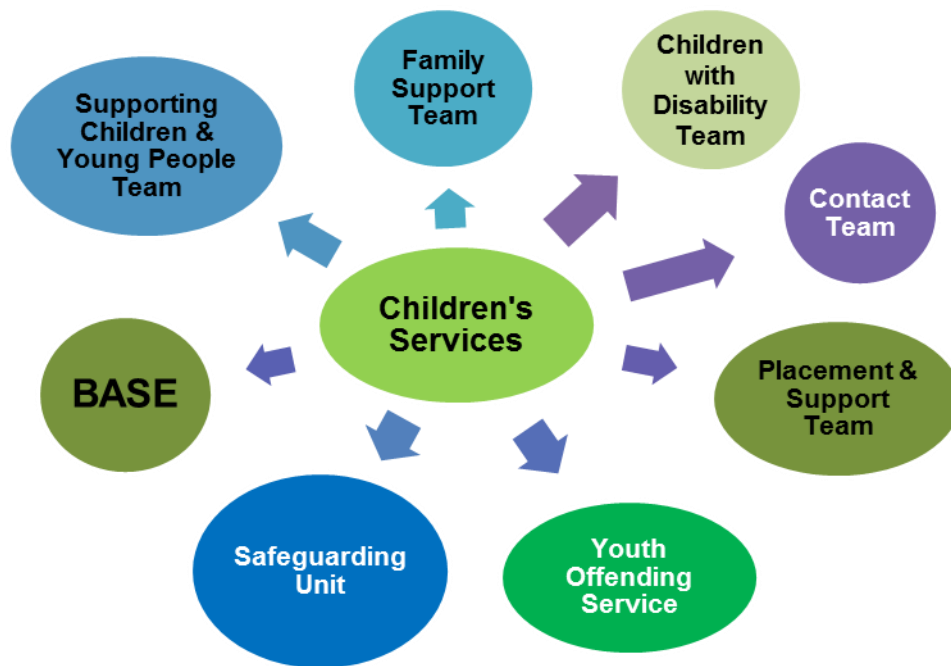 Supporting
Children &
Young People
Team
Family
Support
Team
Children
with
Disability
Team
Contact
Team
Children's
Services
BASE
Placement &
Support
Team
Safeguarding
Unit
Youth
Offending
Service